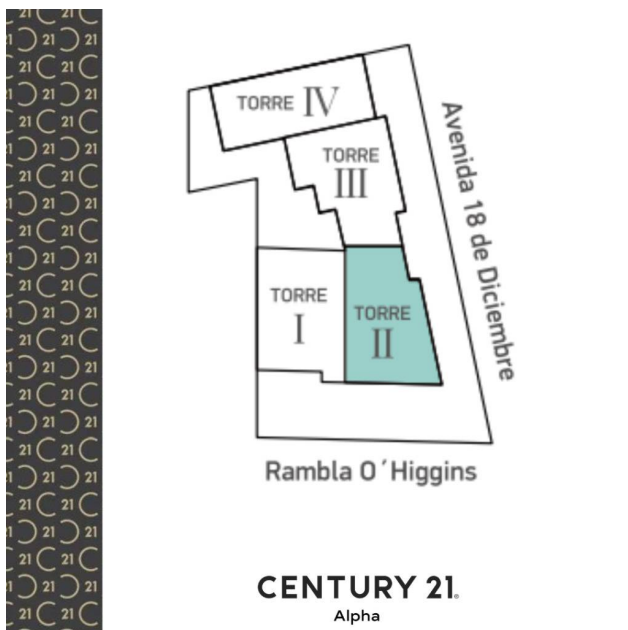 TORRE IV
TORRE
III
TORRE
I
TORRE
II
Avenida 18 de Diciembre
Rambla O´Higgins
CENTURY 21.
Alpha